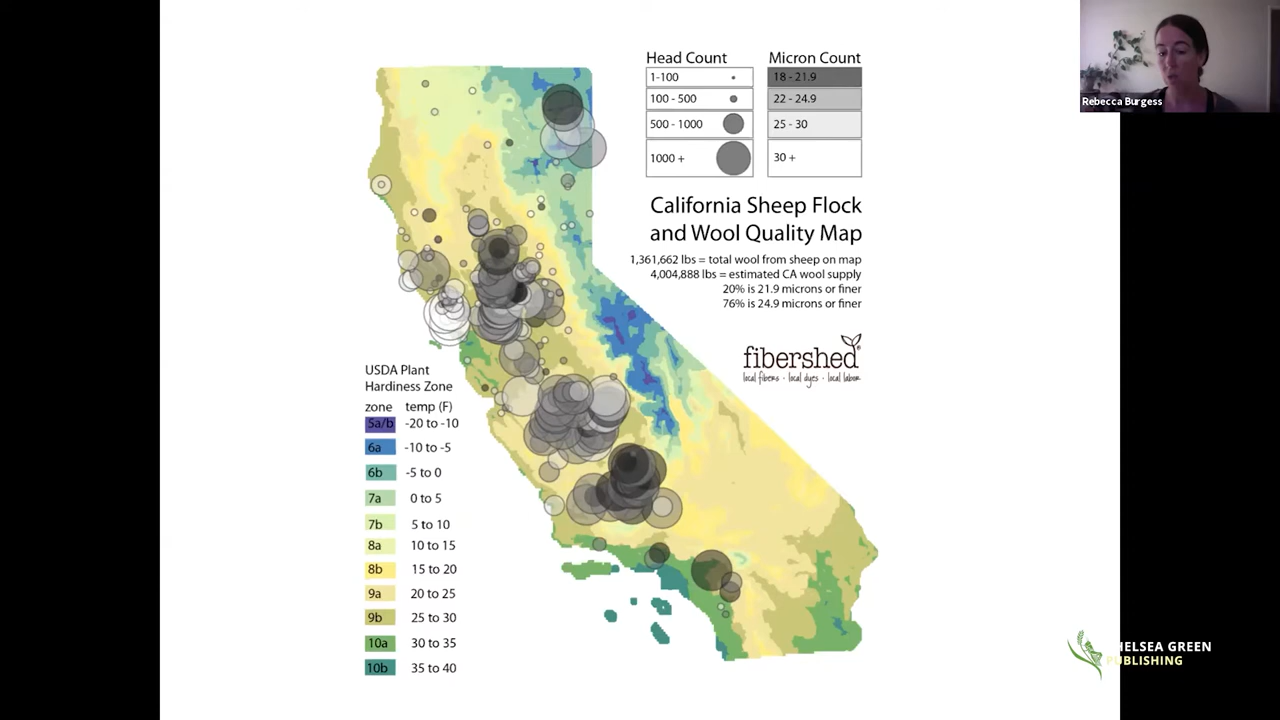 Head Count
1-100
100 - 500
500 - 1000
1000 +
Micron Count
18 - 21.9
22 - 24.9
25 - 30
30 +
Rebecca Burgess
California Sheep Flock
and Wool Quality Map
1,361,662 lbs = total wool from sheep on map
4,004,888 lbs = estimated CA wool supply
20% is 21.9 microns or finer
76% is 24.9 microns or finer
fibershed
local fibers · local dyes · local labor
USDA Plant
Hardiness Zone
zone temp (F)
5a/b -20 to -10
6a -10 to -5
6b -5 to 0
7a 0 to 5
7b 5 to 10
8a 10 to 15
8b 15 to 20
9a 20 to 25
9b 25 to 30
10a 30 to 35
10b 35 to 40
HELSEA GREEN
PUBLISHING